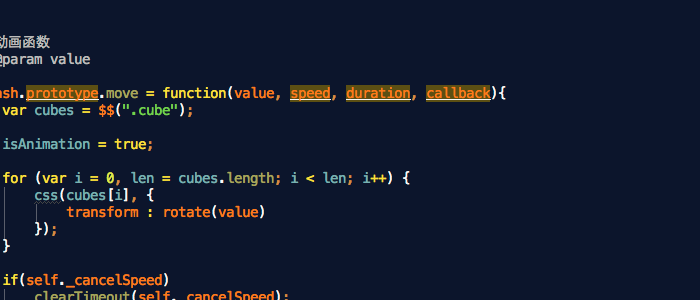 动画函数
@param value
ash.prototype.move = function(value, speed, duration, callback){
var cubes = $$(".cube");
isAnimation = true;
for (var i = 0, len = cubes.length; i < len; i++) {
css(cubes[i], {
transform : rotate(value)
});
}
if(self._cancelSpeed)
clearTimeout(self._cancelSpeed);